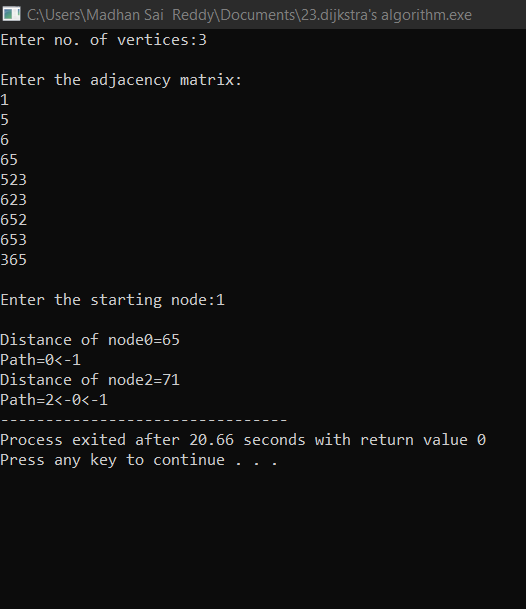 C:\Users\Madhan Sai  Reddy\Documents\23.dijkstra's algorithm.exe
Enter no. of vertices:3
Enter the adjacency matrix:
1
5
6
65
523
623
652
653
365
Enter the starting node:1
Distance of node0=65
Path=0<-1
Distance of node2=71
Path=2<-0<-1
--------------------------------
Process exited after 20.66 seconds with return value 0
Press any key to continue . . .